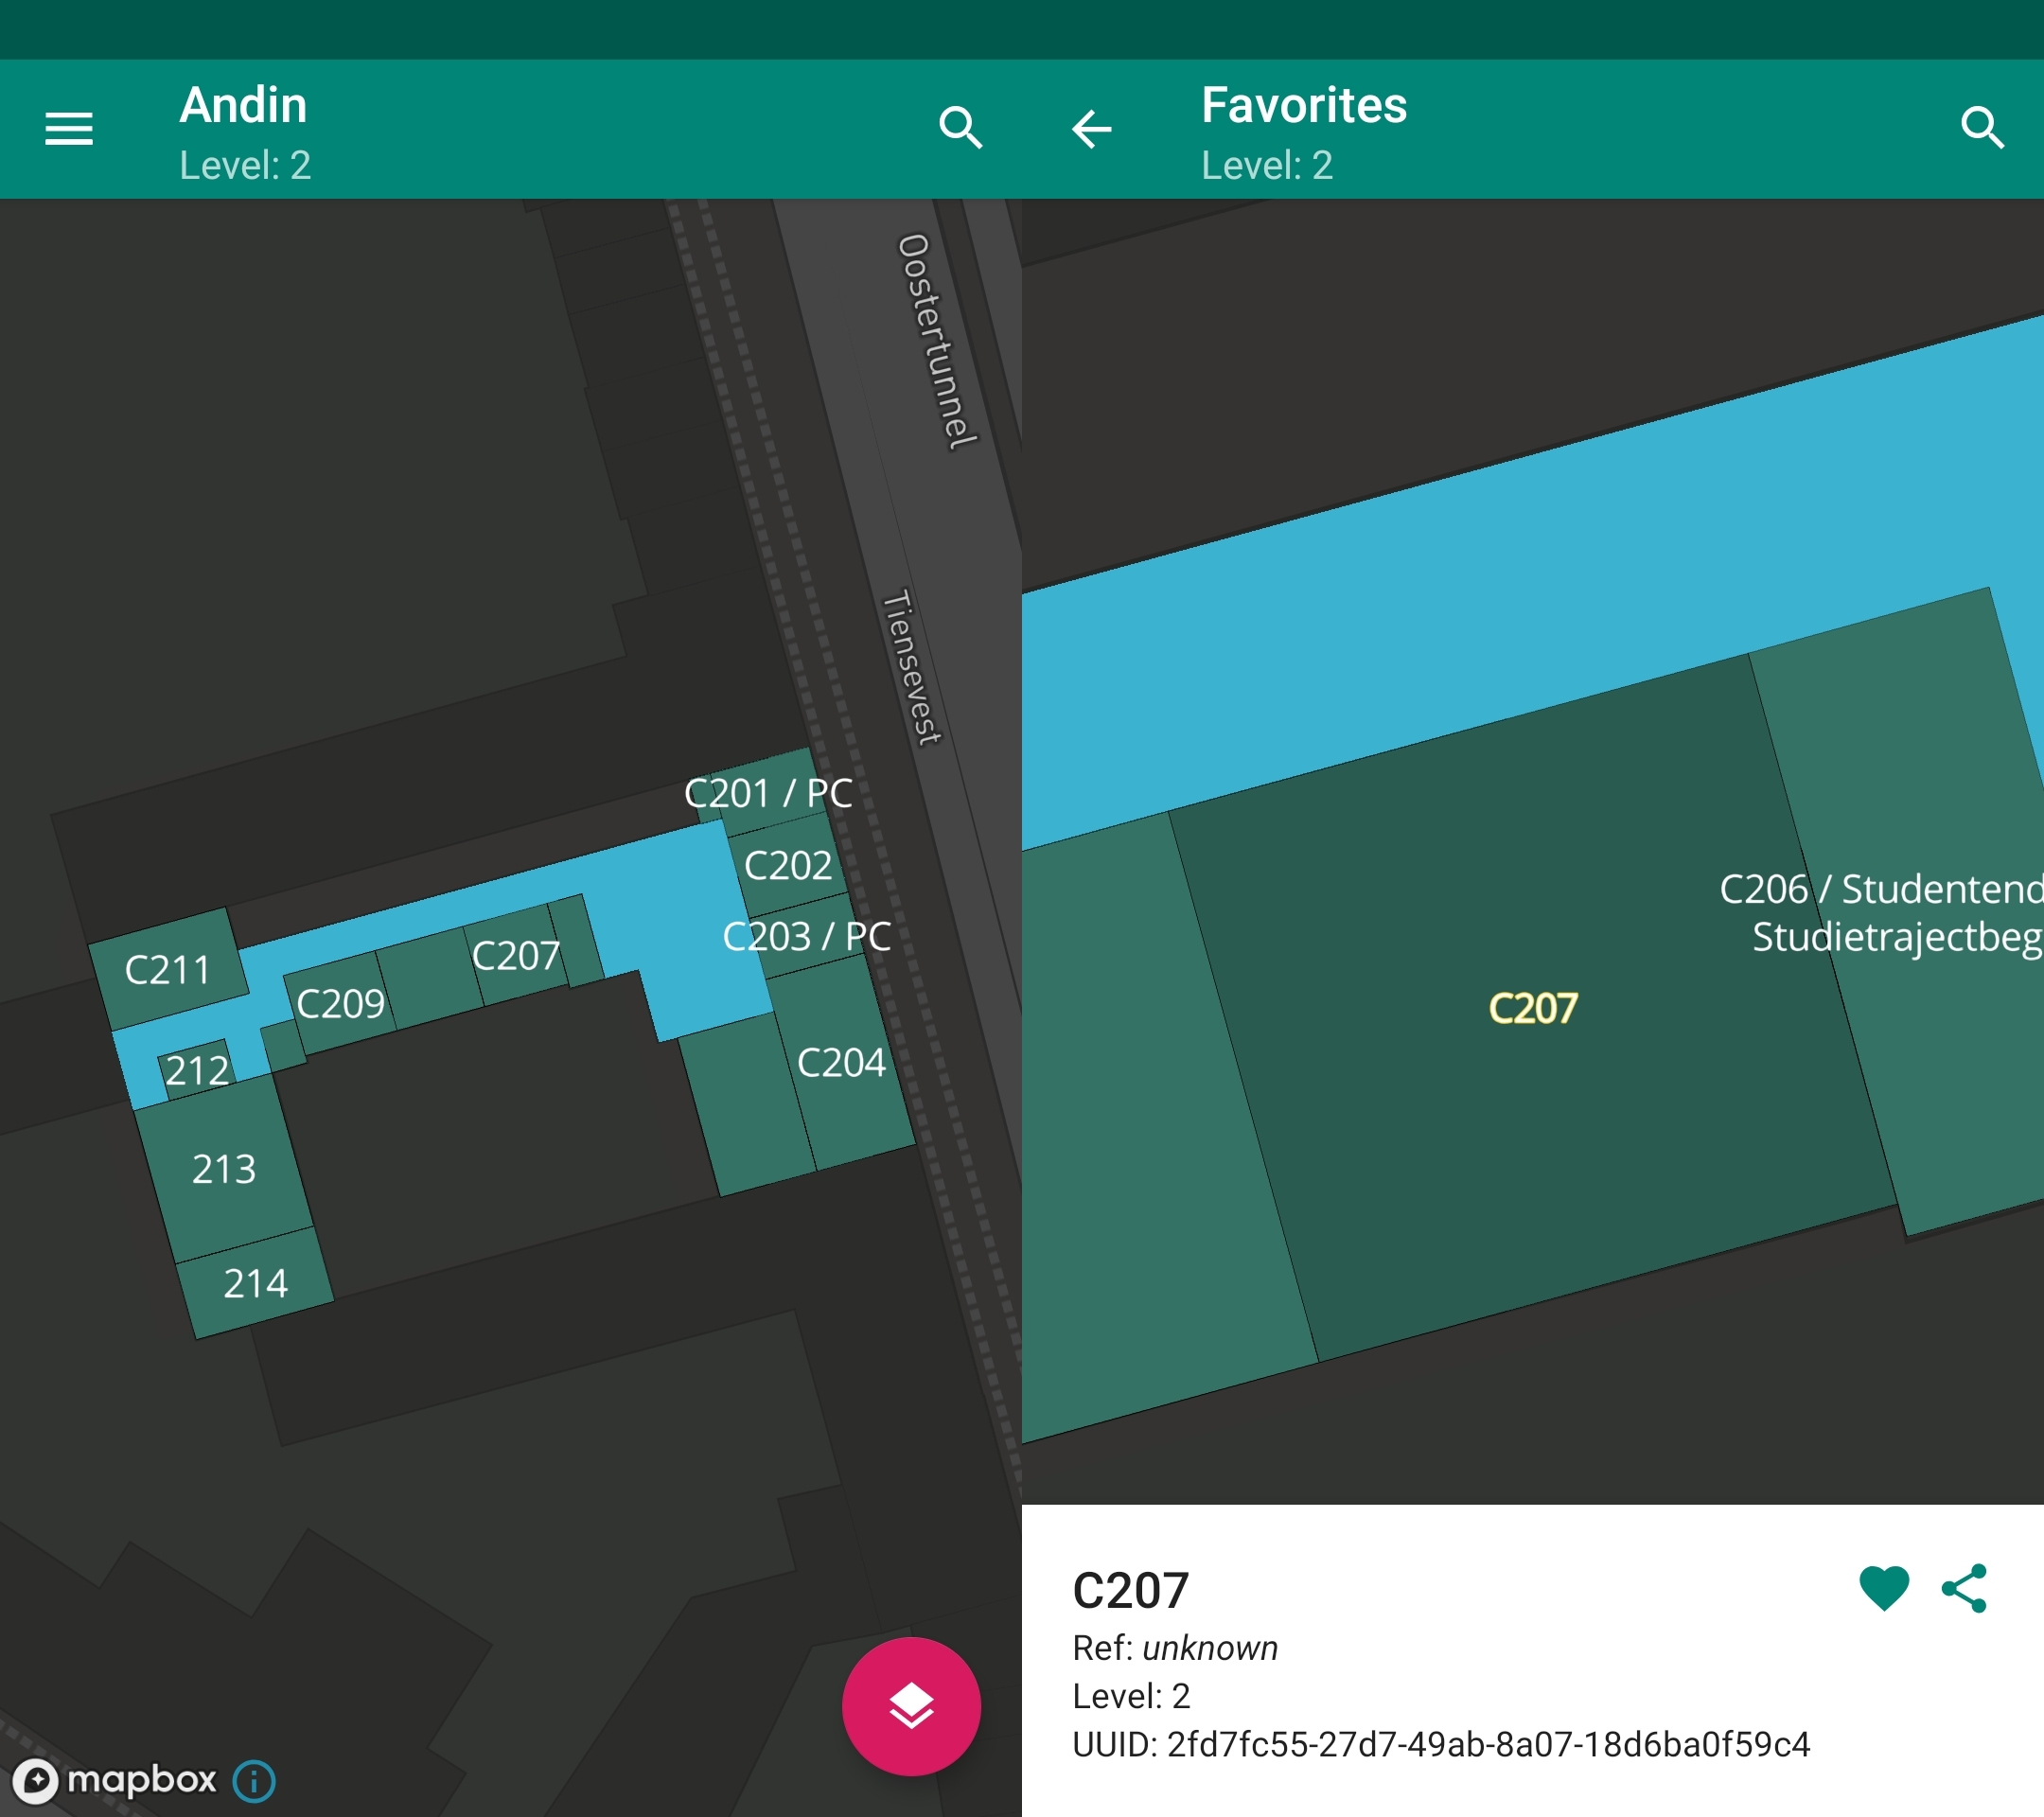 Andin
Level: 2
Oostertunnel
Tiensevest
C201 / PC
C202
C203 / PC
C211
C207
C209
212
C204
213
214
mapbox
Favorites
Level: 2
C206 / Studentend
Studietrajectbeg
C207
C207
Ref: unknown
Level: 2
UUID: 2fd7fc55-27d7-49ab-8a07-18d6ba0f59c4